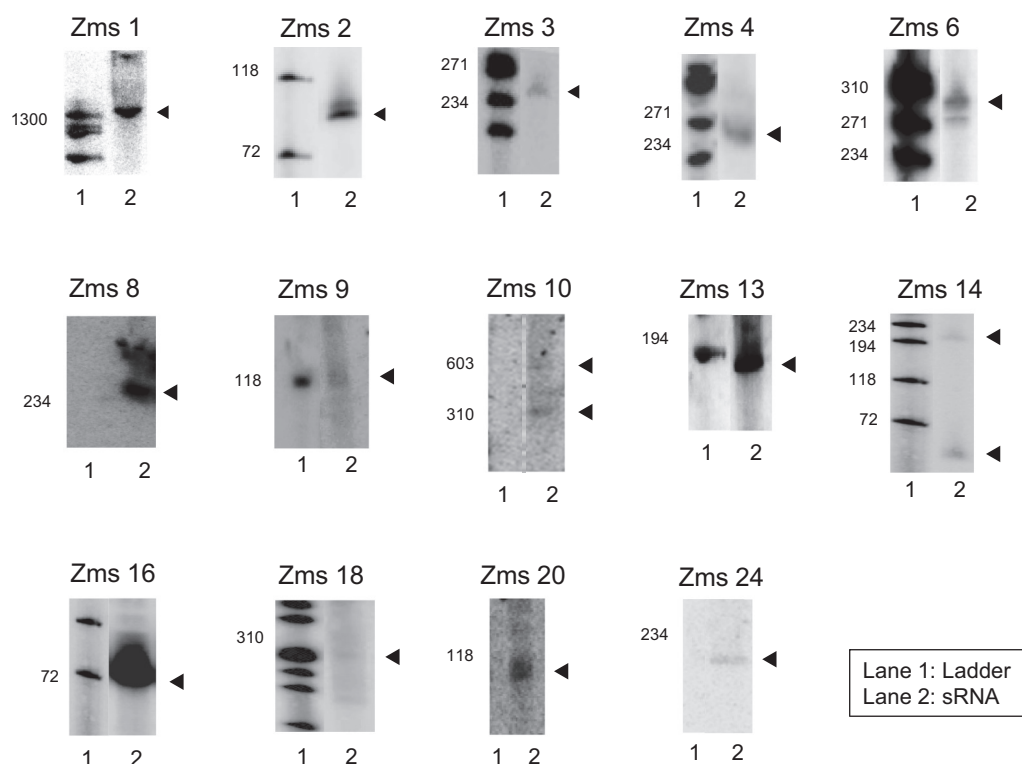 Zms 1
1300
1 2
Zms 2
118
72
1 2
Zms 3
271
234
1 2
Zms 4
271
234
1 2
Zms 6
310
271
234
1 2
Zms 8
234
1 2
Zms 9
118
1 2
Zms 10
603
310
1 2
Zms 13
194
1 2
Zms 14
234
194
118
72
1 2
Zms 16
72
1 2
Zms 18
310
1 2
Zms 20
118
1 2
Zms 24
234
1 2
Lane 1: Ladder
Lane 2: sRNA